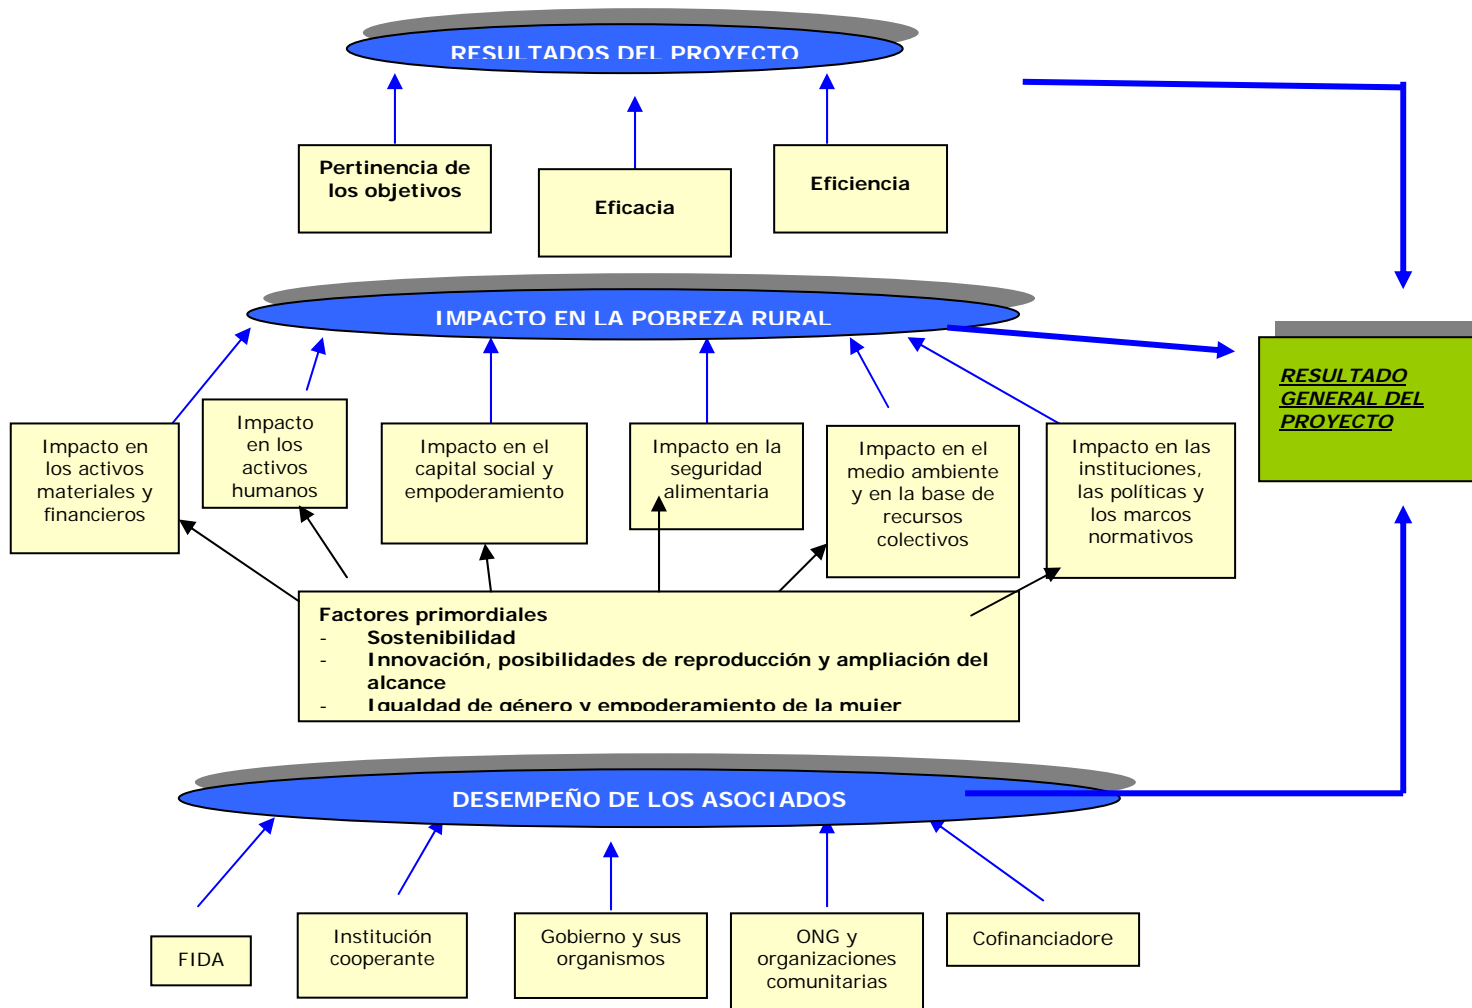 RESULTADOS DEL PROYECTO
Pertinencia de
los objetivos
Eficacia
Eficiencia
IMPACTO EN LA POBREZA RURAL
RESULTADO
GENERAL DEL
PROYECTO
Impacto en
los activos
materiales y
financieros
Impacto
en los
activos
humanos
Impacto en el
capital social y
empoderamiento
Impacto en la
seguridad
alimentaria
Impacto en el
medio ambiente
y en la base de
recursos
colectivos
Impacto en las
instituciones,
las políticas y
los marcos
normativos
Factores primordiales
- Sostenibilidad
- Innovación, posibilidades de reproducción y ampliación del
alcance
- Igualdad de género y empoderamiento de la mujer
DESEMPEÑO DE LOS ASOCIADOS
FIDA
Institución
cooperante
Gobierno y sus
organismos
ONG y
organizaciones
comunitarias
Cofinanciadore